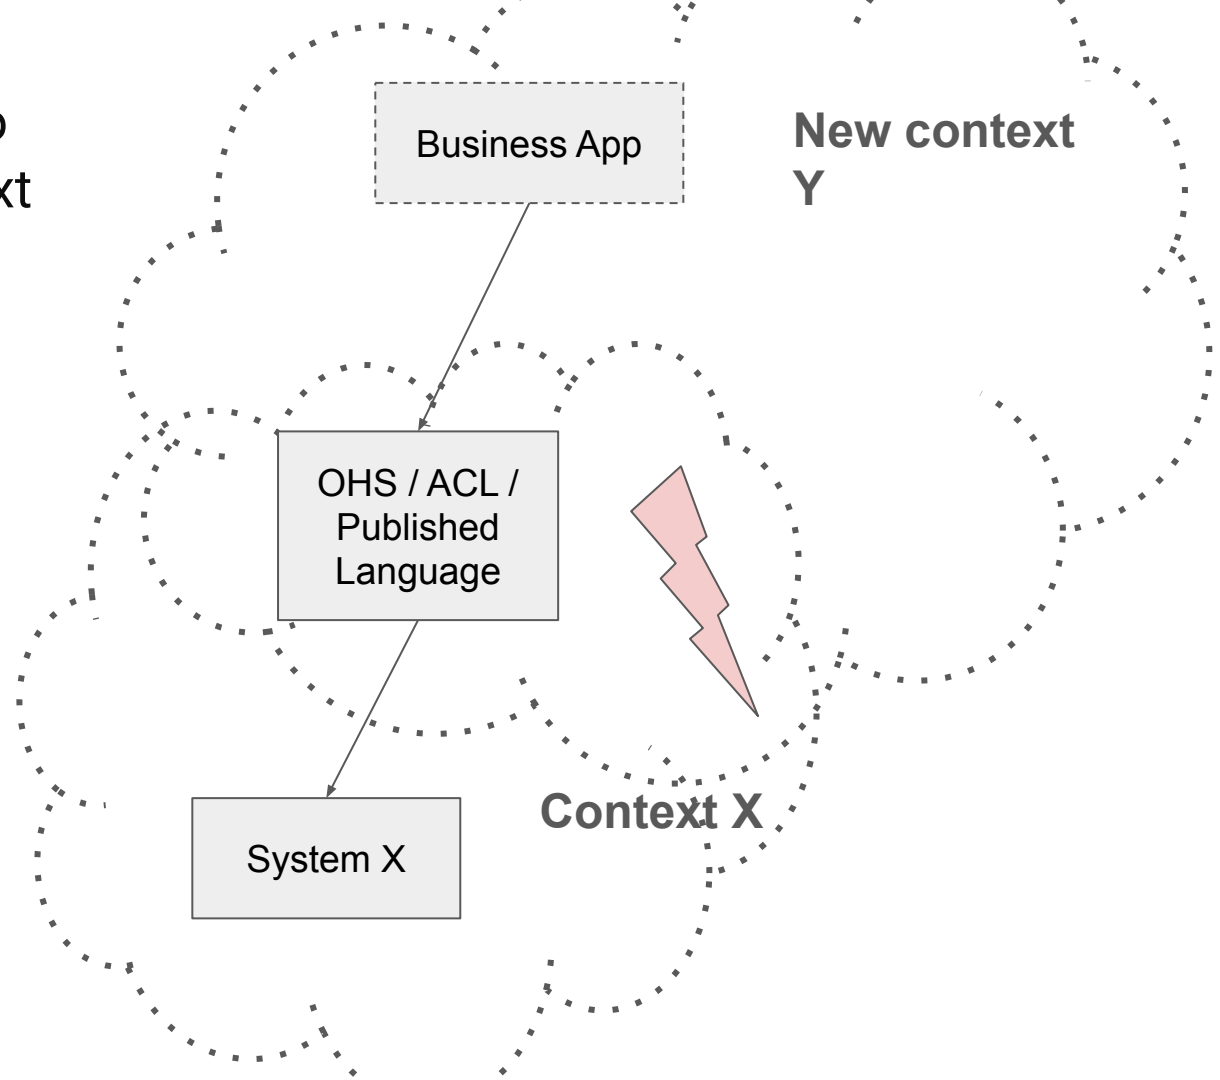 Business App
New context
Y
OHS / ACL /
Published
Language
Context X
System X